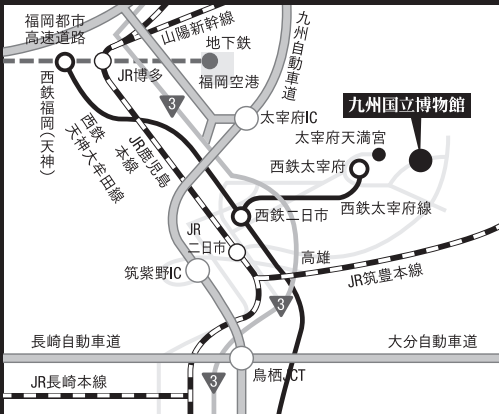 福岡都市
高速道路
山陽新幹線
地下鉄
九州自動車道
JR博多
福岡空港
3
西鉄福岡（天神）
西鉄
天神大牟田線
JR鹿児島
本線
太宰府IC
九州国立博物館
太宰府天満宮
西鉄太宰府
西鉄二日市
西鉄太宰府線
JR
二日市
高雄
筑紫野IC
JR筑豊本線
3
長崎自動車道
大分自動車道
鳥栖JCT
JR長崎本線
3